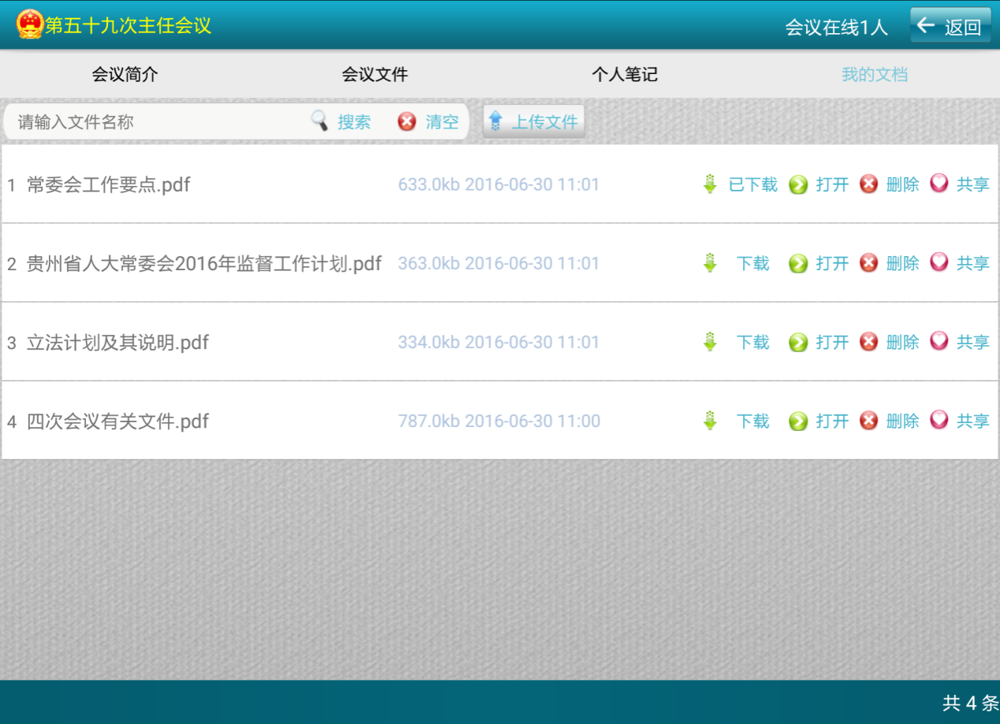 第五十九次主任会议 会议在线1人 返回
会议简介 会议文件 个人笔记 我的文档
请输入文件名称 搜索 清空 上传文件
1 常委会工作要点.pdf 633.0kb 2016-06-30 11:01 已下载 打开 删除 共享
2 贵州省人大常委会2016年监督工作计划.pdf 363.0kb 2016-06-30 11:01 下载 打开 删除 共享
3 立法计划及其说明.pdf 334.0kb 2016-06-30 11:01 下载 打开 删除 共享
4 四次会议有关文件.pdf 787.0kb 2016-06-30 11:00 下载 打开 删除 共享
共 4 条